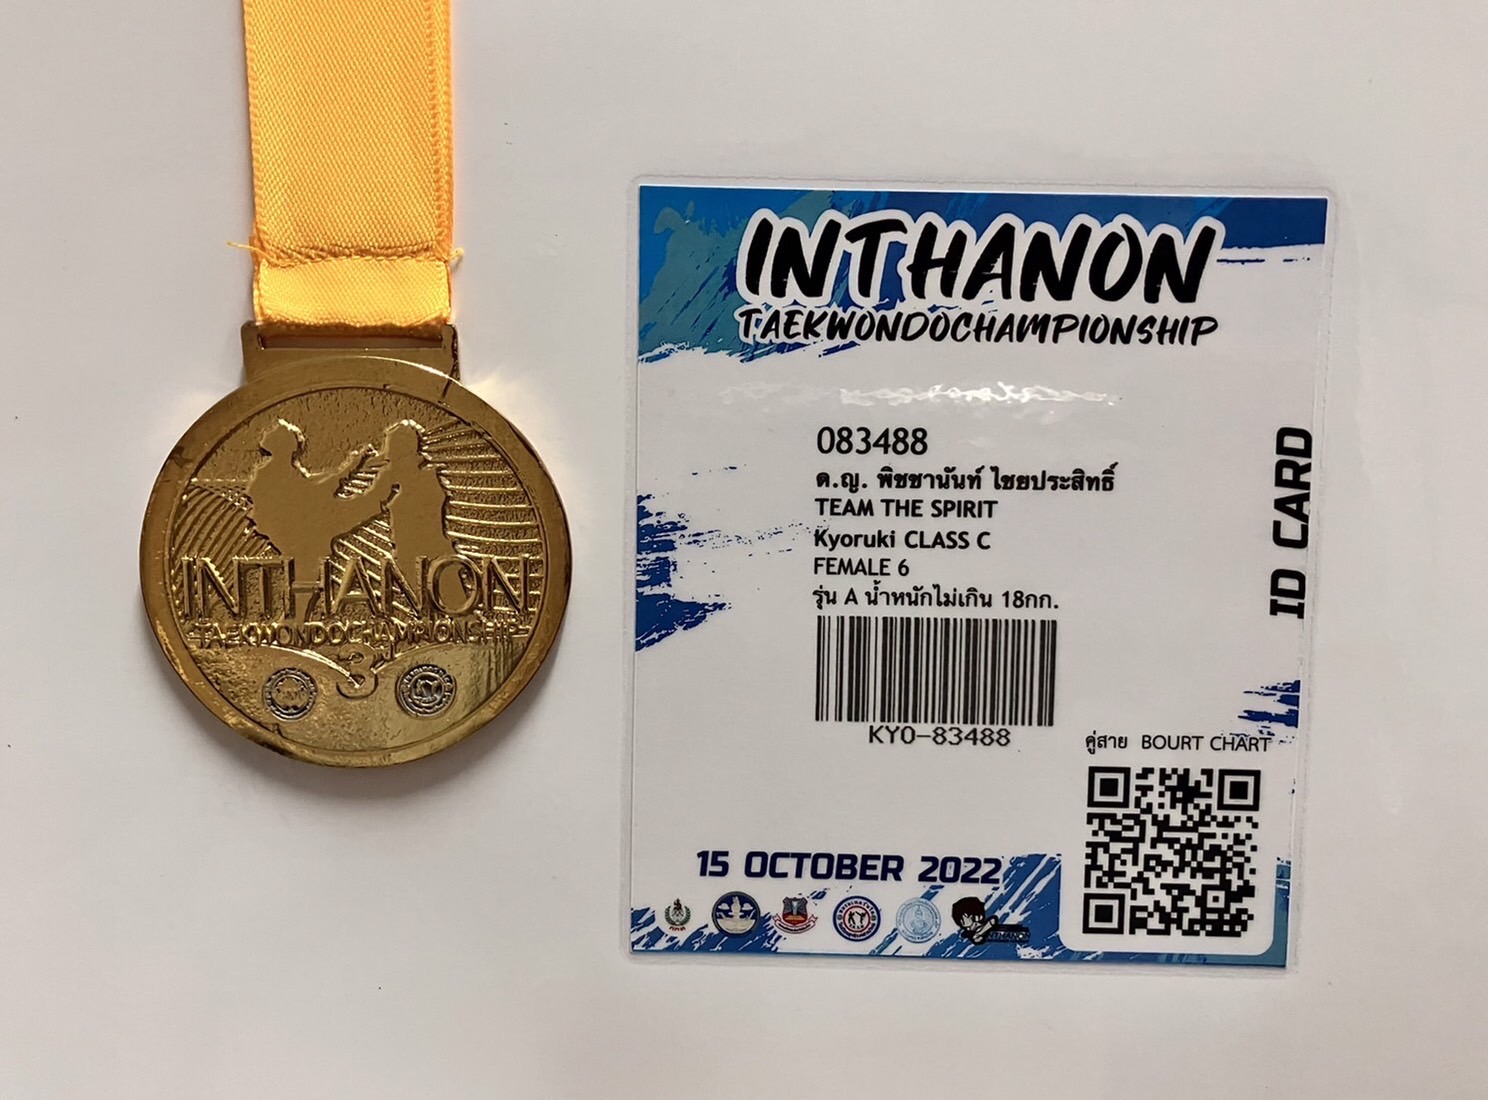 INTHANON
TAEKWONDOCHAMPIONSHIP
3
INTHANON
TAEKWONDOCHAMPIONSHIP
083488
ด.ญ. พิชชานันท์ ไชยประสิทธิ์
TEAM THE SPIRIT
Kyoruki CLASS C
FEMALE 6
รุ่น A น้ำหนักไม่เกิน 18กก.
KYO-83488
ID CARD
คู่สาย BOURT CHART
15 OCTOBER 2022
INTHANON